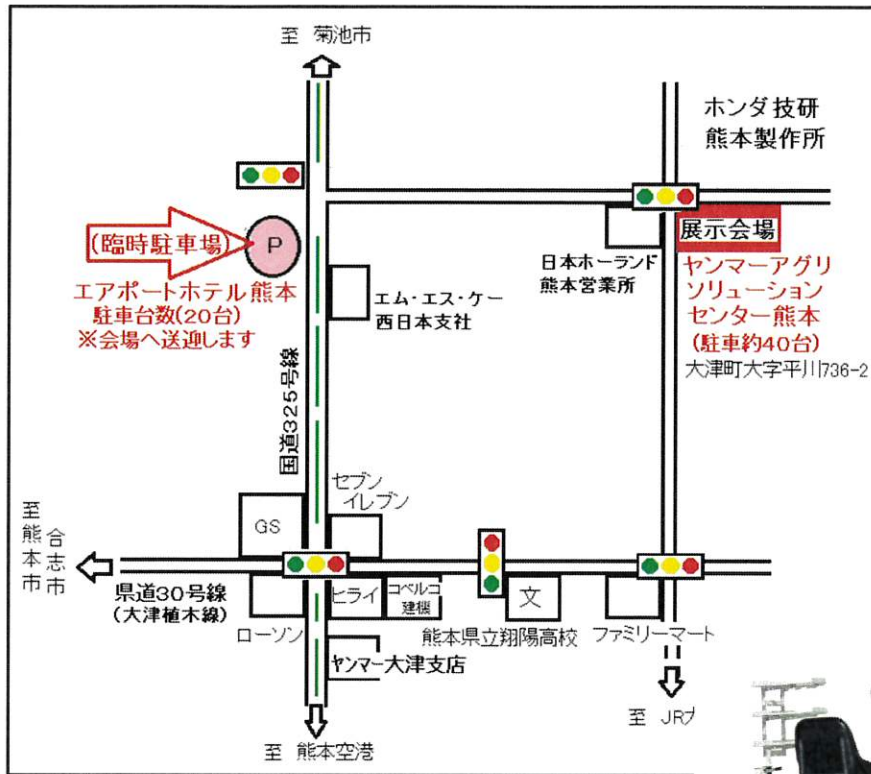 至 菊池市
ホンダ技研
熊本製作所
(臨時駐車場)
P
エアポートホテル熊本
駐車台数(20台)
※会場へ送迎します
エム・エス・ケー
西日本支社
日本ホーランド
熊本営業所
展示会場
ヤンマーアグリ
ソリューション
センター熊本
(駐車約40台)
大津町大字平川736-2
国道325号線
セブン
イレブン
GS
至熊本市
合志市
県道30号線
(大津植木線)
ローソン
ヒライ
コベルコ
建機
文
熊本県立翔陽高校
ファミリーマート
ヤンマー大津支店
至 熊本空港
至 JR